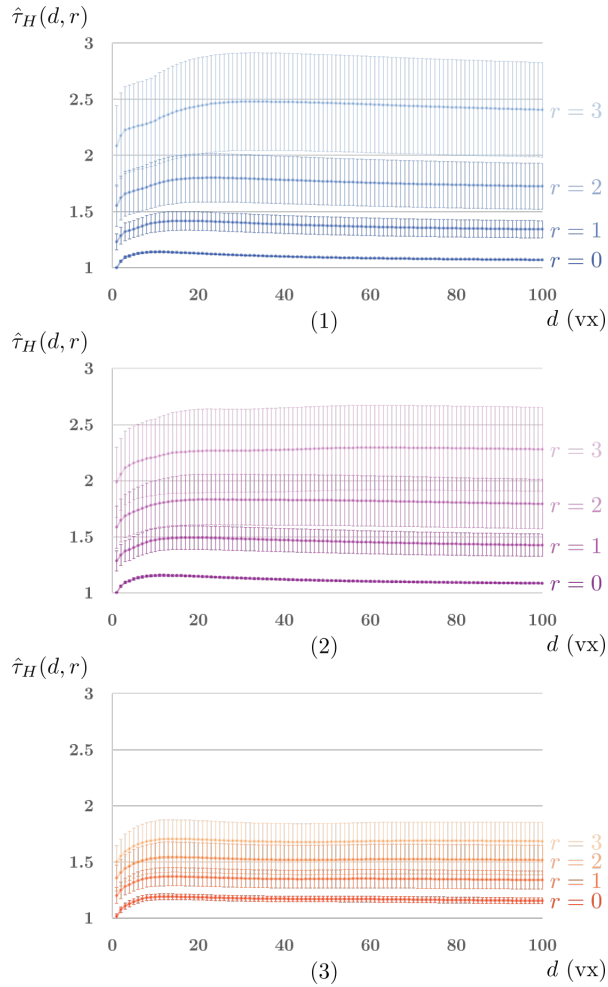 τ̂_H(d, r)
3
2.5
r = 3
2
r = 2
1.5
r = 1
r = 0
1
0 20 40 60 80 100
(1) d (vx)
τ̂_H(d, r)
3
2.5
r = 3
2
r = 2
1.5
r = 1
r = 0
1
0 20 40 60 80 100
(2) d (vx)
τ̂_H(d, r)
3
2.5
2
r = 3
1.5 r = 2
r = 1
r = 0
1
0 20 40 60 80 100
(3) d (vx)